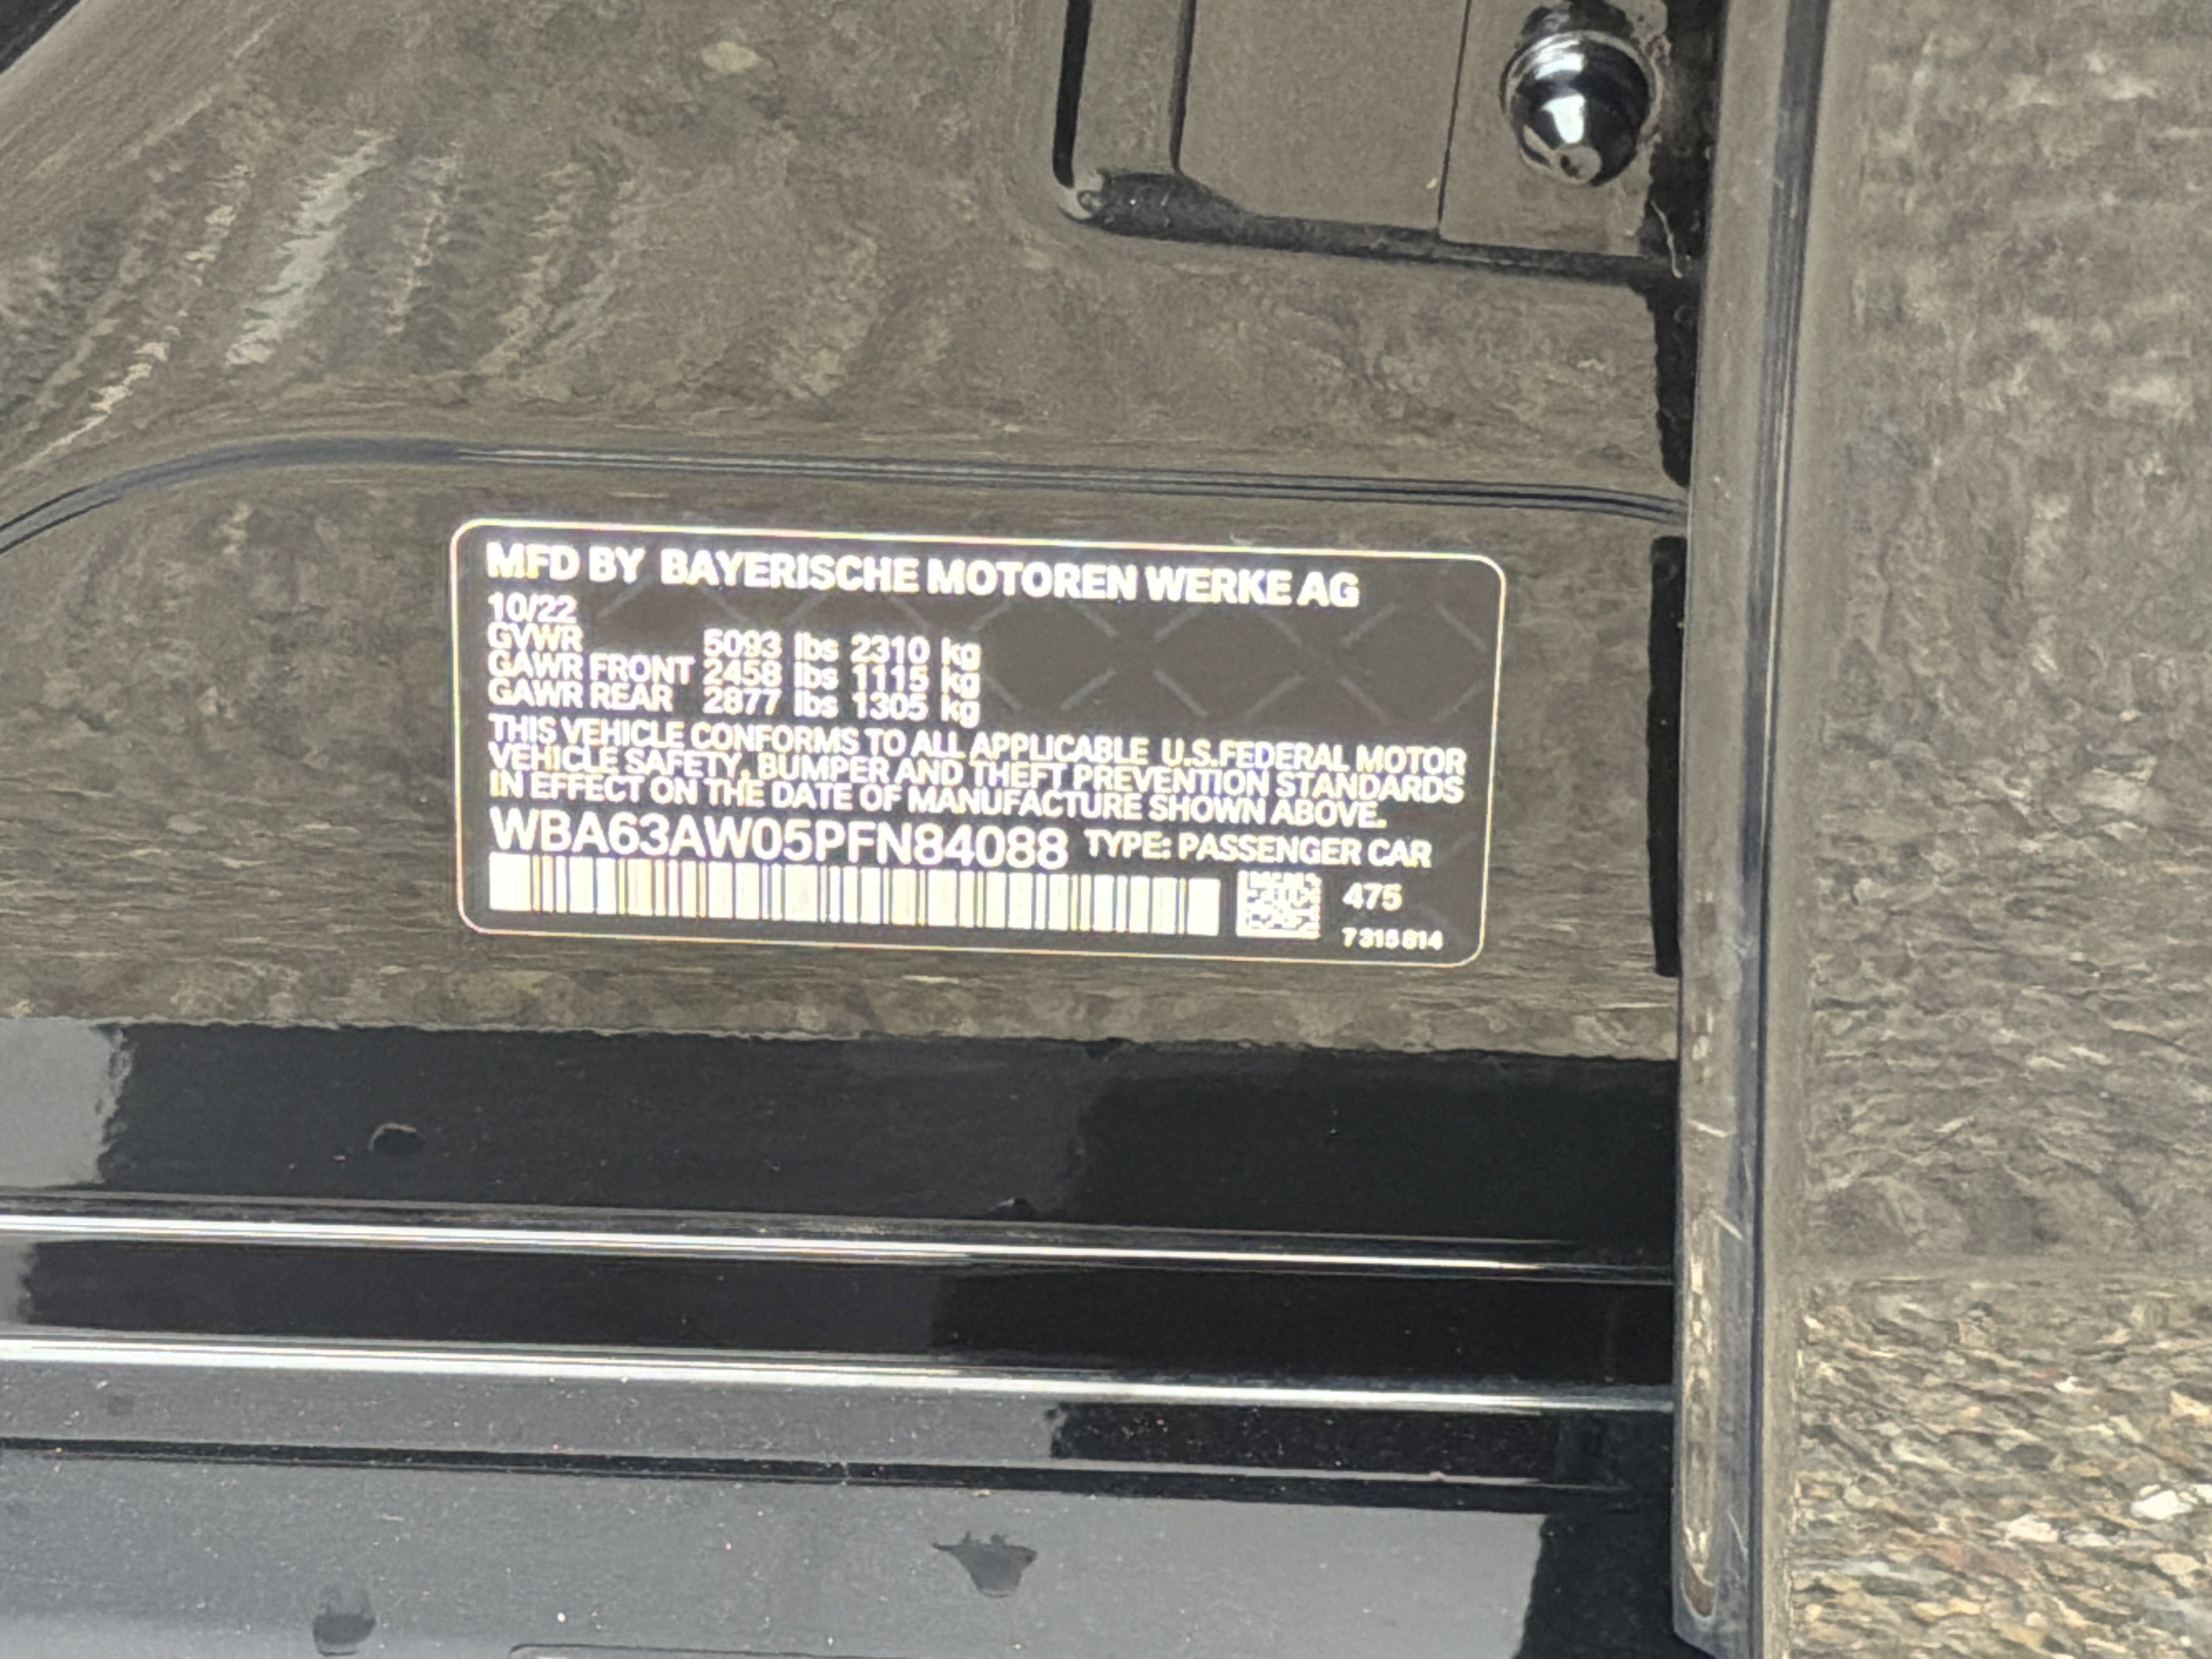 MFD BY BAYERISCHE MOTOREN WERKE AG
10/22
GVWR 5093 lbs 2310 kg
GAWR FRONT 2458 lbs 1115 kg
GAWR REAR 2877 lbs 1305 kg
THIS VEHICLE CONFORMS TO ALL APPLICABLE U.S.FEDERAL MOTOR
VEHICLE SAFETY, BUMPER AND THEFT PREVENTION STANDARDS
IN EFFECT ON THE DATE OF MANUFACTURE SHOWN ABOVE.
WBA63AW05PFN84088 TYPE: PASSENGER CAR
475
7 315 814